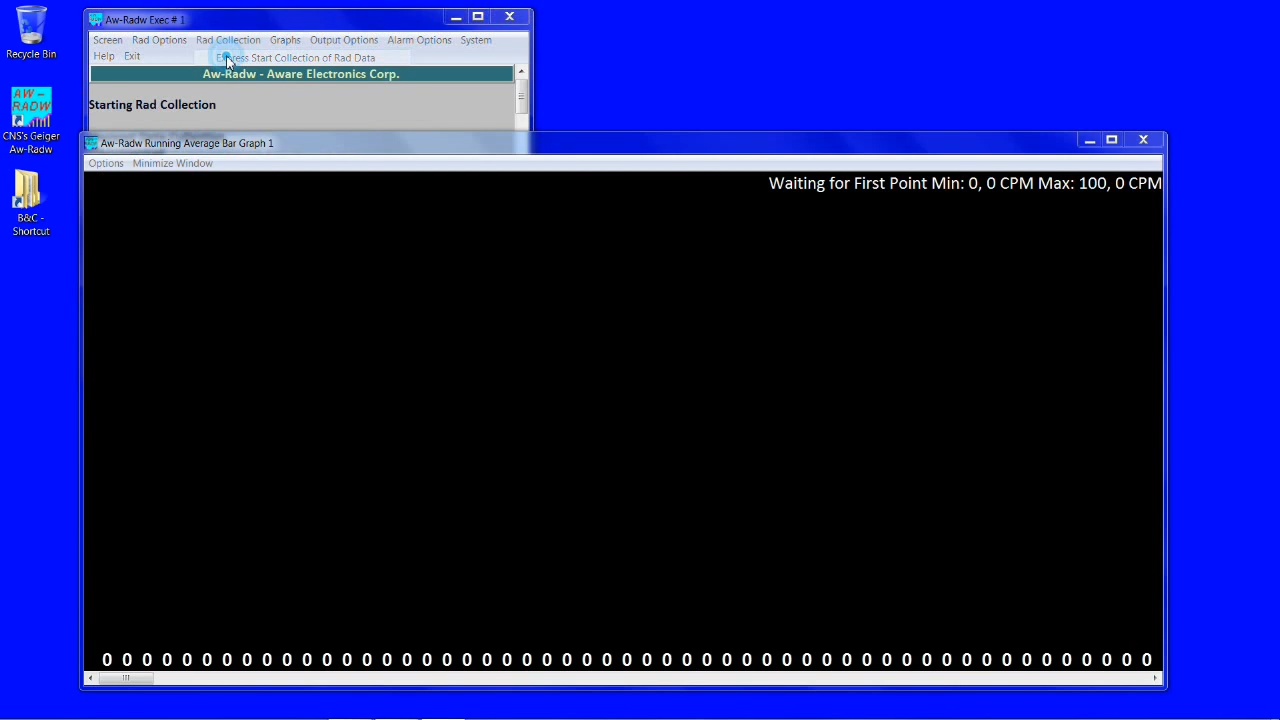 Recycle Bin
AW -
RADW
CNS's Geiger
Aw-Radw
B&C -
Shortcut
Aw-Radw Exec # 1
Screen Rad Options Rad Collection Graphs Output Options Alarm Options System
Help Exit
Express Start Collection of Rad Data
Aw-Radw - Aware Electronics Corp.
Starting Rad Collection
Aw-Radw Running Average Bar Graph 1
Options Minimize Window
Waiting for First Point Min: 0, 0 CPM Max: 100, 0 CPM
0 0 0 0 0 0 0 0 0 0 0 0 0 0 0 0 0 0 0 0 0 0 0 0 0 0 0 0 0 0 0 0 0 0 0 0 0 0 0 0 0 0 0 0 0 0 0 0 0 0 0 0 0